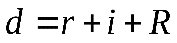 d = r + i + R